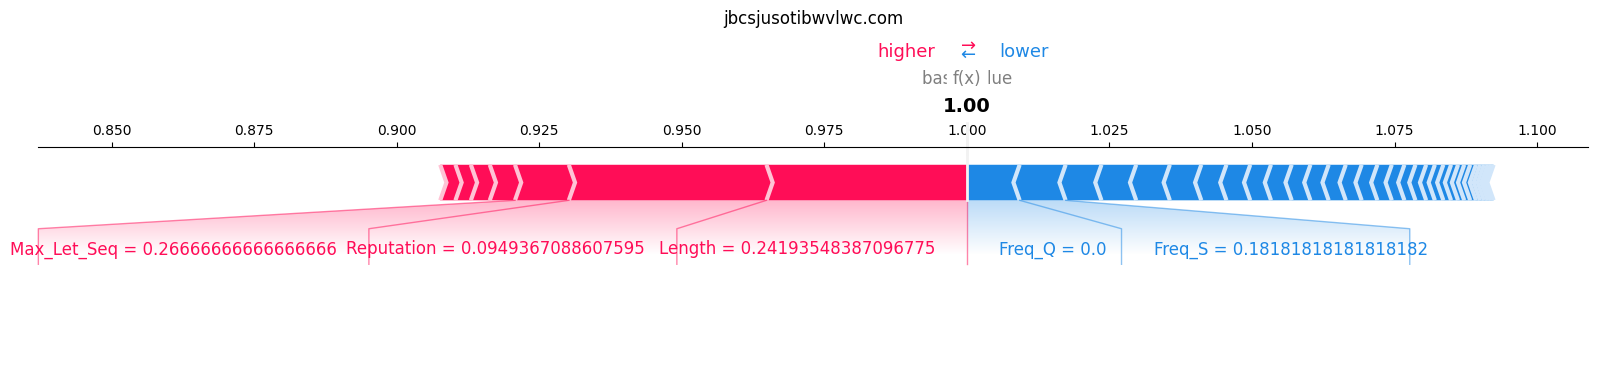 jbcsjusotibwvlwc.com
higher ⇄ lower
f(x)
1.00
0.850 0.875 0.900 0.925 0.950 0.975 1.000 1.025 1.050 1.075 1.100
Max_Let_Seq = 0.26666666666666666 Reputation = 0.0949367088607595 Length = 0.24193548387096775 Freq_Q = 0.0 Freq_S = 0.18181818181818182